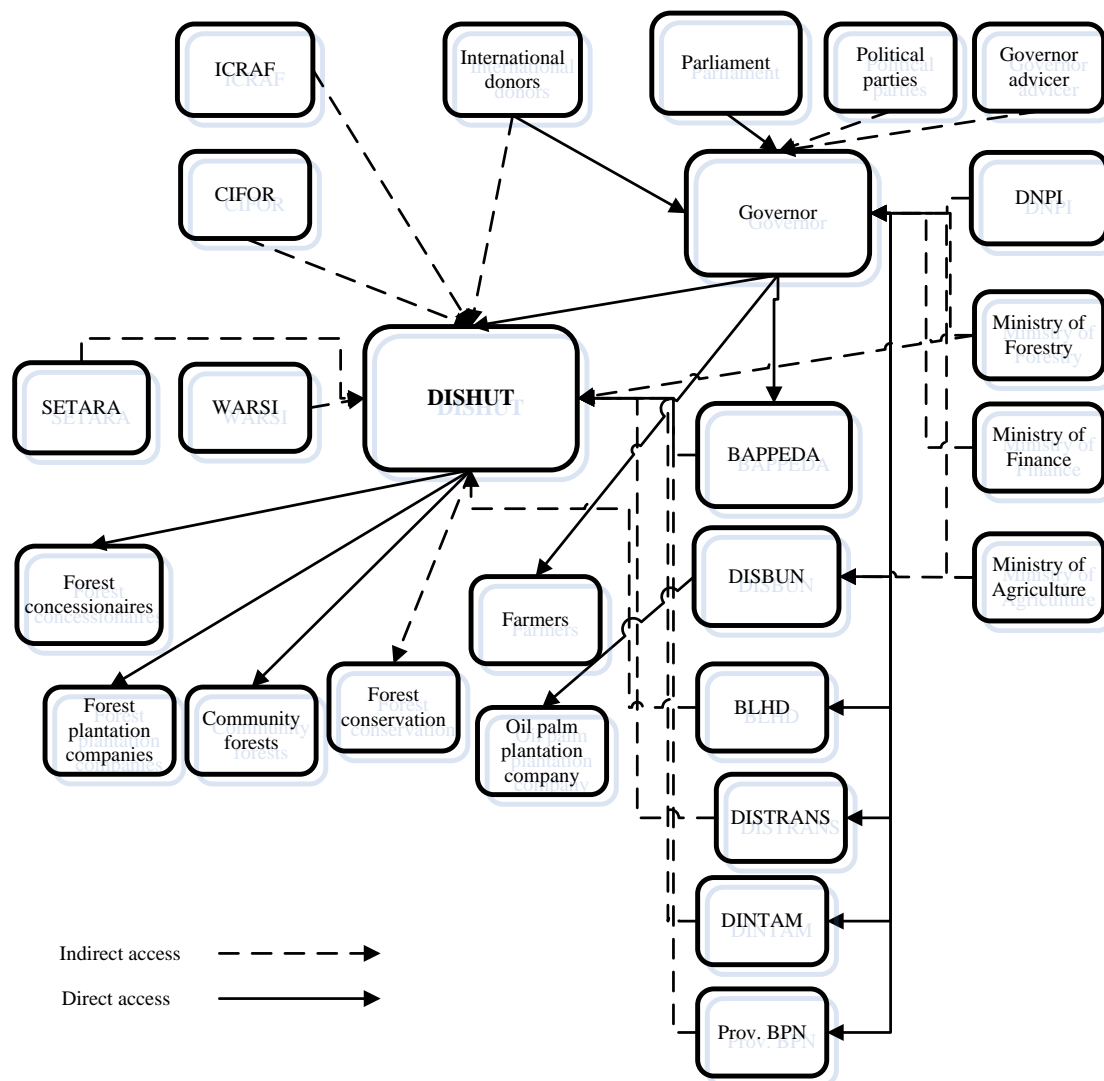 ICRAF
International
donors
Parliament
Political
parties
Governor
advicer
CIFOR
Governor
DNPI
Ministry of
Forestry
SETARA
WARSI
DISHUT
BAPPEDA
Ministry of
Finance
Forest
concessionaires
Farmers
DISBUN
Ministry of
Agriculture
Forest
plantation
companies
Community
forests
Forest
conservation
Oil palm
plantation
company
BLHD
DISTRANS
DINTAM
Indirect access
Direct access
Prov. BPN